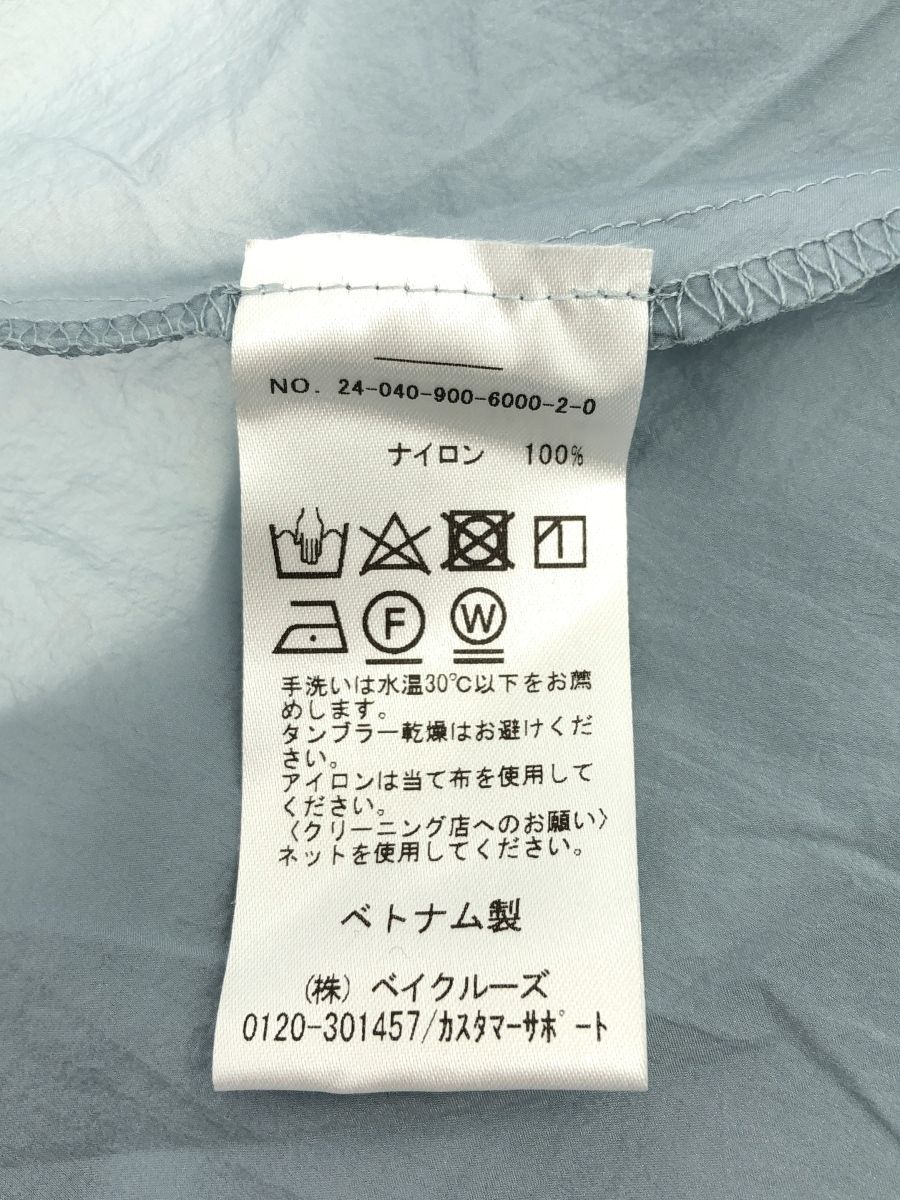 NO. 24-040-900-6000-2-0
ナイロン 100%
F W
手洗いは水温30℃以下をお薦
めします。
タンブラー乾燥はお避けくだ
さい。
アイロンは当て布を使用して
ください。
〈クリーニング店へのお願い〉
ネットを使用してください。
ベトナム製
(株) ベイクルーズ
0120-301457/カスタマーサポート